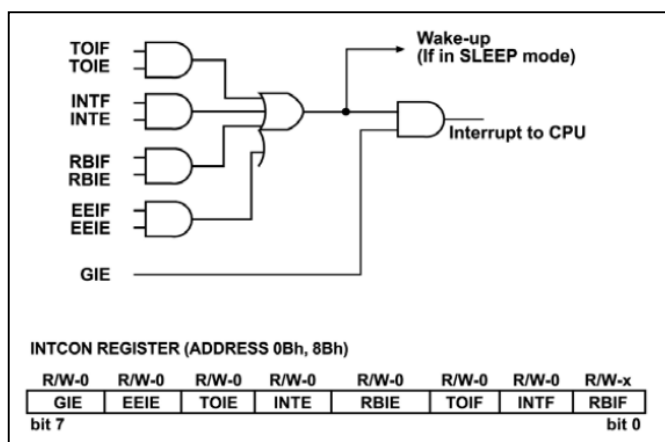 TOIF
TOIE
Wake-up
(If in SLEEP mode)
INTF
INTE
Interrupt to CPU
RBIF
RBIE
EEIF
EEIE
GIE
INTCON REGISTER (ADDRESS 0Bh, 8Bh)
R/W-0 R/W-0 R/W-0 R/W-0 R/W-0 R/W-0 R/W-0 R/W-x
GIE EEIE TOIE INTE RBIE TOIF INTF RBIF
bit 7 bit 0